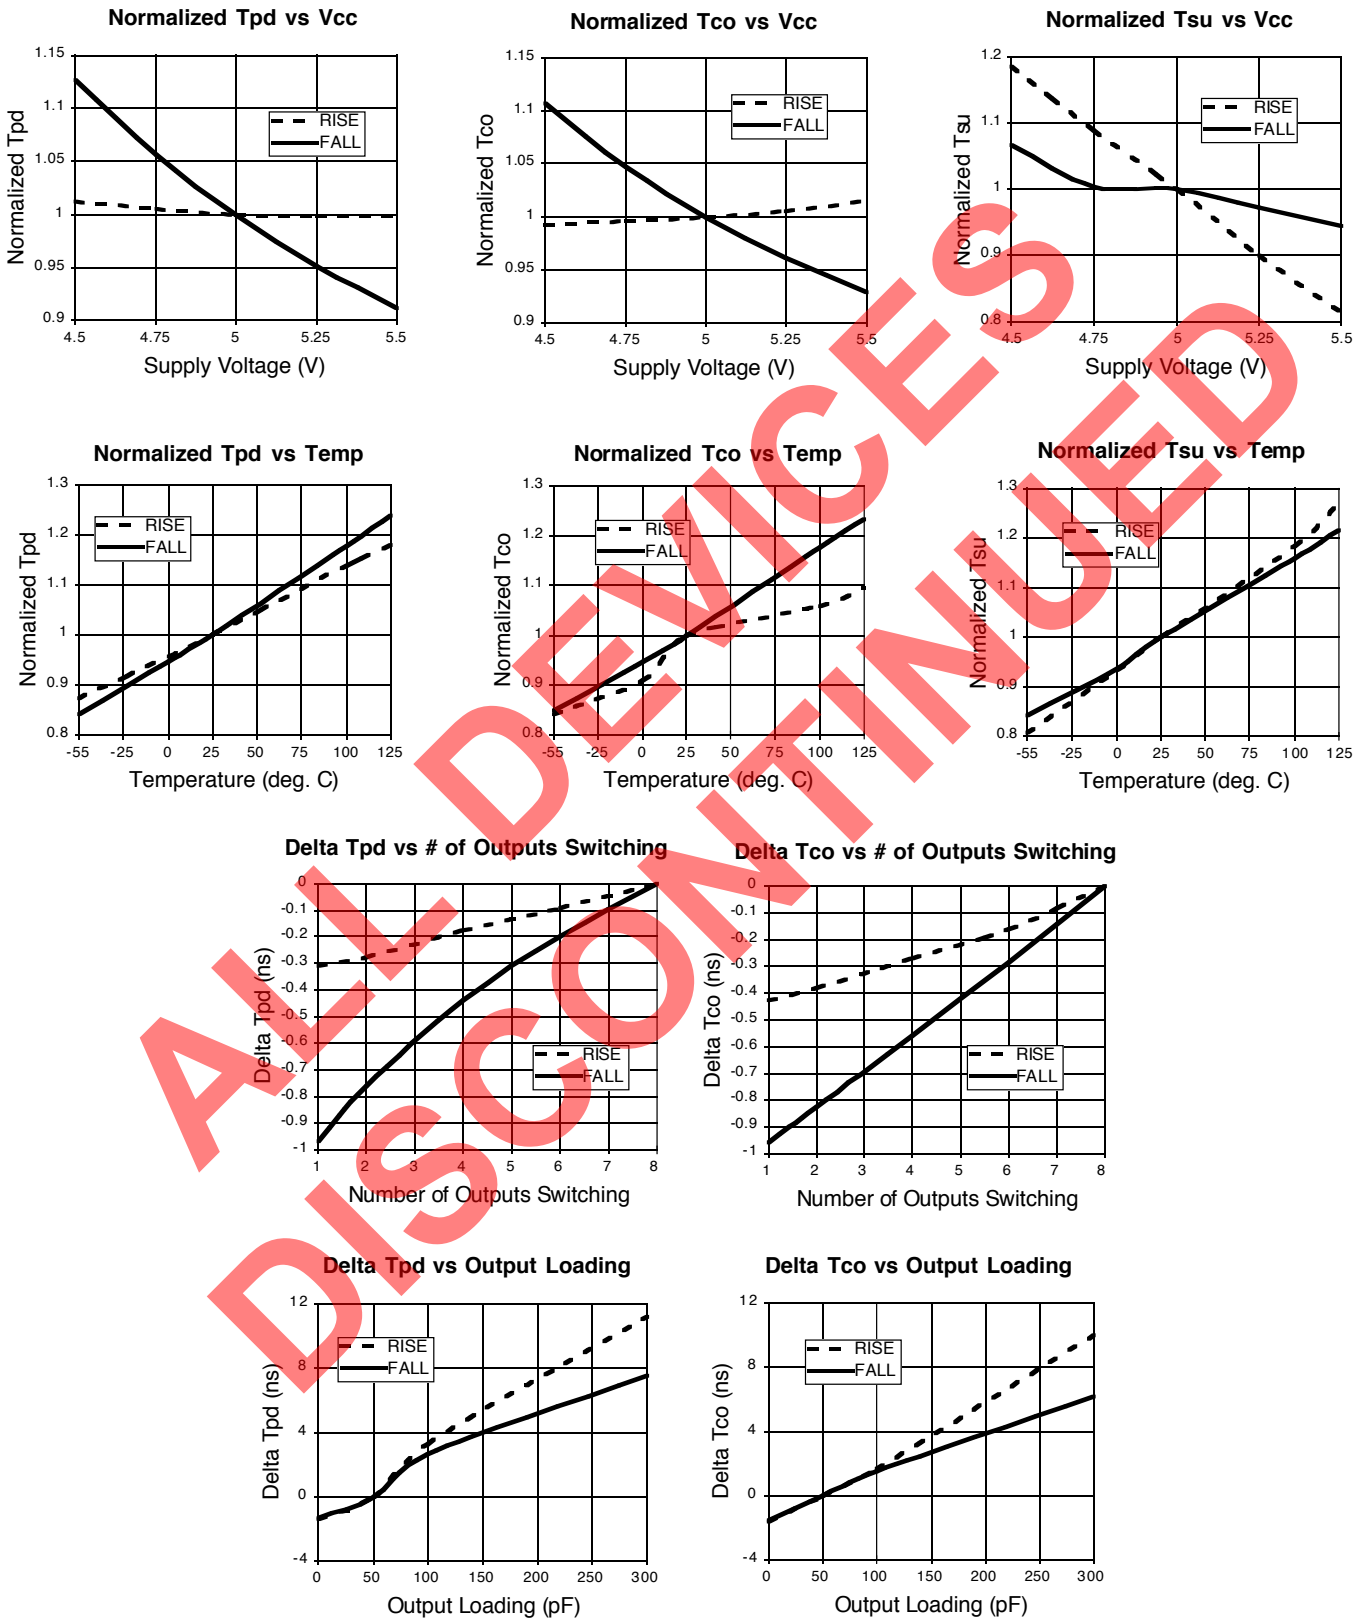 Normalized Tpd vs Vcc
Normalized Tpd
1.15
1.1
1.05
1
0.95
0.9
RISE
FALL
4.5 4.75 5 5.25 5.5
Supply Voltage (V)
Normalized Tco vs Vcc
Normalized Tco
1.15
1.1
1.05
1
0.95
0.9
RISE
FALL
4.5 4.75 5 5.25 5.5
Supply Voltage (V)
Normalized Tsu vs Vcc
Normalized Tsu
1.2
1.1
1
0.9
0.8
RISE
FALL
4.5 4.75 5 5.25 5.5
Supply Voltage (V)
Normalized Tpd vs Temp
Normalized Tpd
1.3
1.2
1.1
1
0.9
0.8
RISE
FALL
-55 -25 0 25 50 75 100 125
Temperature (deg. C)
Normalized Tco vs Temp
Normalized Tco
1.3
1.2
1.1
1
0.9
0.8
RISE
FALL
-55 -25 0 25 50 75 100 125
Temperature (deg. C)
Normalized Tsu vs Temp
Normalized Tsu
1.3
1.2
1.1
1
0.9
0.8
RISE
FALL
-55 -25 0 25 50 75 100 125
Temperature (deg. C)
Delta Tpd vs # of Outputs Switching
Delta Tpd (ns)
0
-0.1
-0.2
-0.3
-0.4
-0.5
-0.6
-0.7
-0.8
-0.9
-1
RISE
FALL
1 2 3 4 5 6 7 8
Number of Outputs Switching
Delta Tco vs # of Outputs Switching
Delta Tco (ns)
0
-0.1
-0.2
-0.3
-0.4
-0.5
-0.6
-0.7
-0.8
-0.9
-1
RISE
FALL
1 2 3 4 5 6 7 8
Number of Outputs Switching
Delta Tpd vs Output Loading
Delta Tpd (ns)
12
8
4
0
-4
RISE
FALL
0 50 100 150 200 250 300
Output Loading (pF)
Delta Tco vs Output Loading
Delta Tco (ns)
12
8
4
0
-4
RISE
FALL
0 50 100 150 200 250 300
Output Loading (pF)
ALL DEVICES
DISCONTINUED